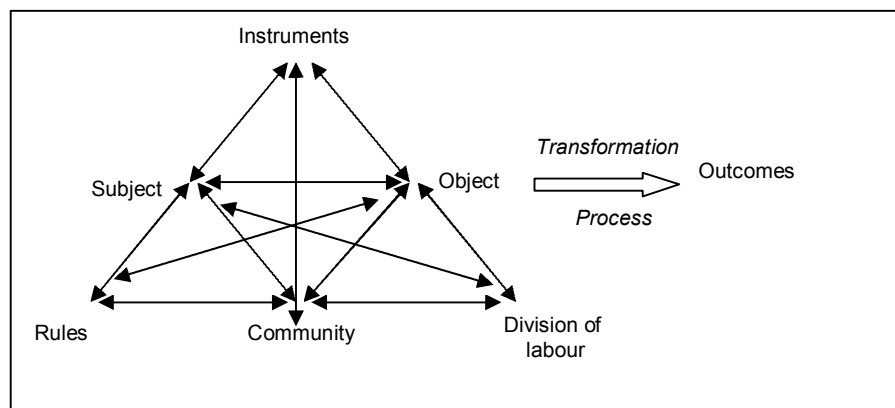 Instruments
Transformation
Subject
Object
Outcomes
Process
Rules
Community
Division of
labour